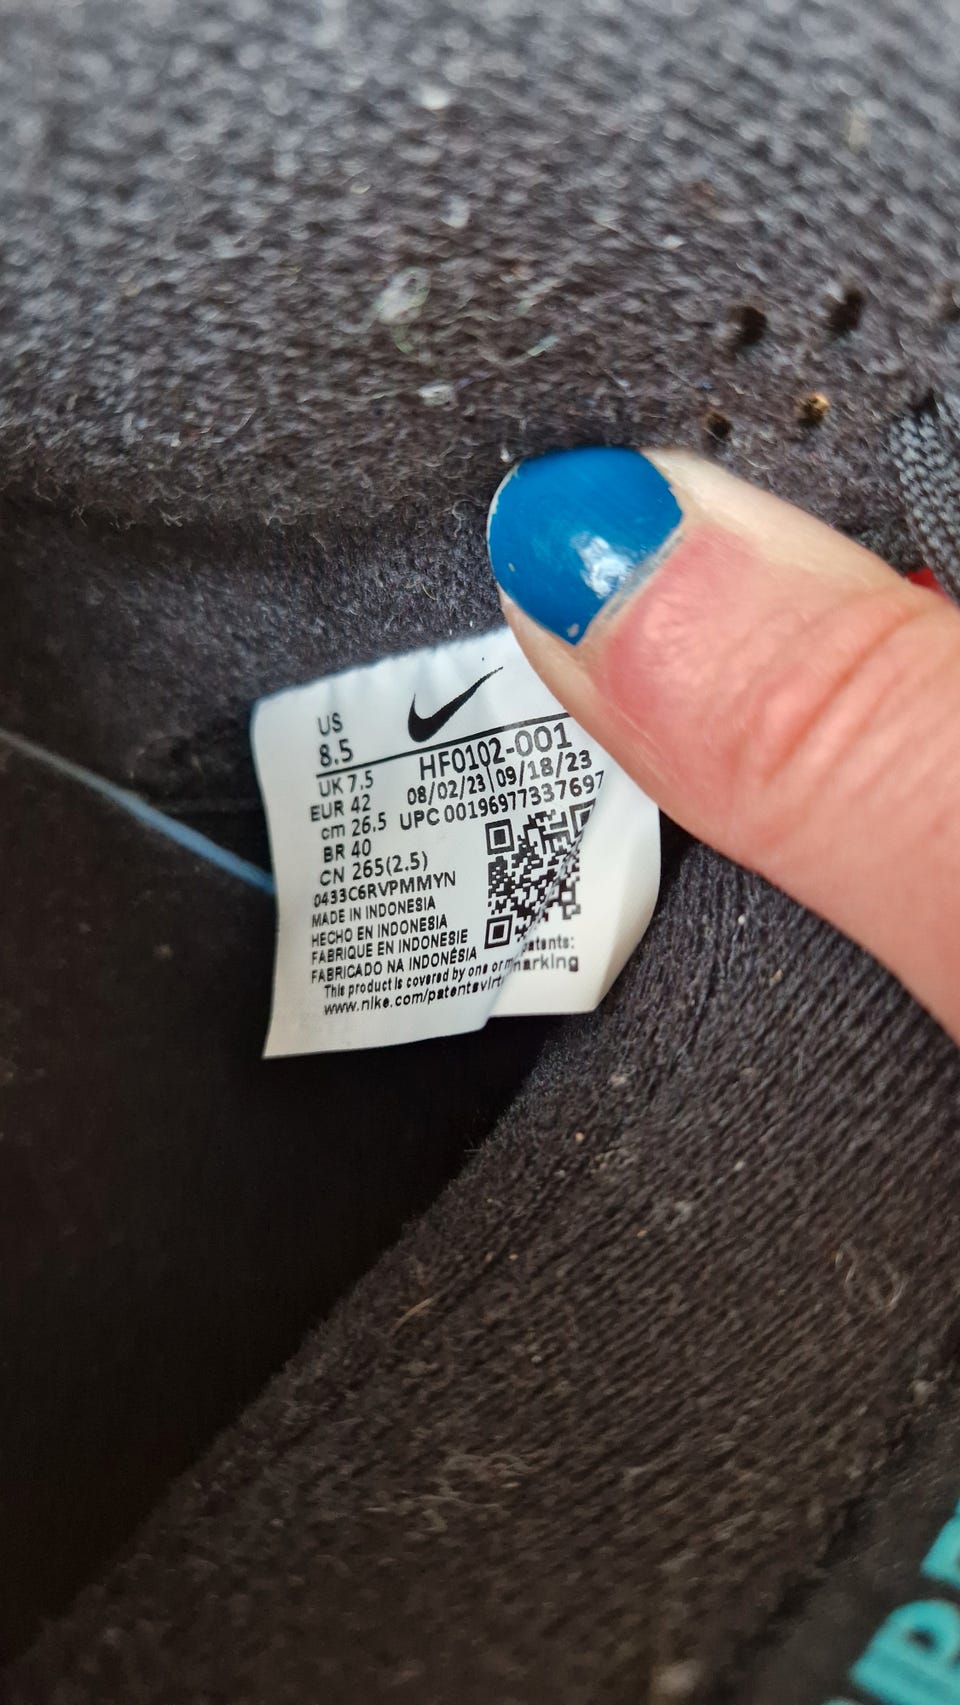 US
8.5
UK 7.5
EUR 42
cm 26.5
BR 40
CN 265(2.5)
HF0102-001
08/02/23|09/18/23
UPC 00196977337697
0433C6RVPMMYN
MADE IN INDONESIA
HECHO EN INDONESIA
FABRIQUE EN INDONESIE
FABRICADO NA INDONÉSIA
This product is covered by one or patents:
www.nike.com/patentsvirt marking